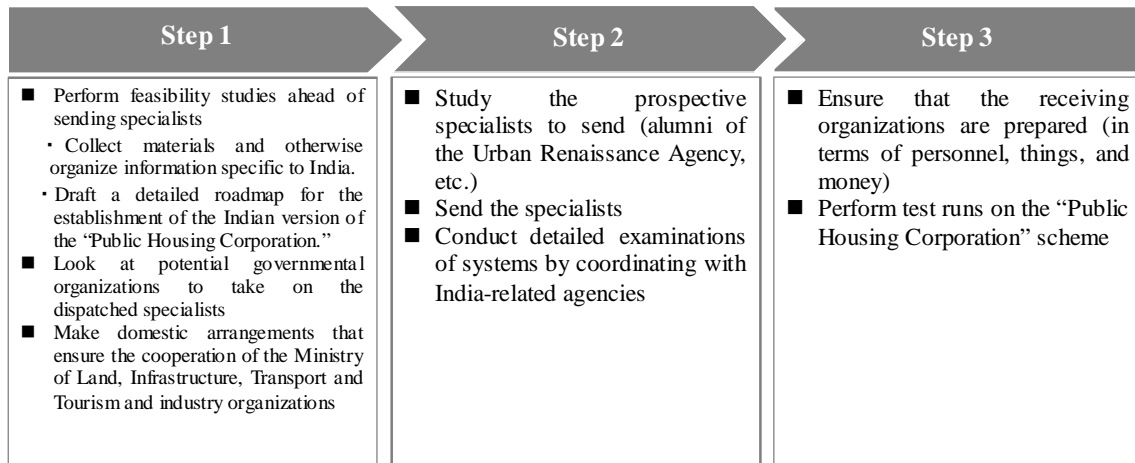 Step 1
■ Perform feasibility studies ahead of
sending specialists
・Collect materials and otherwise
organize information specific to India.
・Draft a detailed roadmap for the
establishment of the Indian version of
the “Public Housing Corporation.”
■ Look at potential governmental
organizations to take on the
dispatched specialists
■ Make domestic arrangements that
ensure the cooperation of the Ministry
of Land, Infrastructure, Transport and
Tourism and industry organizations
Step 2
■ Study the prospective
specialists to send (alumni of
the Urban Renaissance Agency,
etc.)
■ Send the specialists
■ Conduct detailed examinations
of systems by coordinating with
India-related agencies
Step 3
■ Ensure that the receiving
organizations are prepared (in
terms of personnel, things, and
money)
■ Perform test runs on the “Public
Housing Corporation” scheme